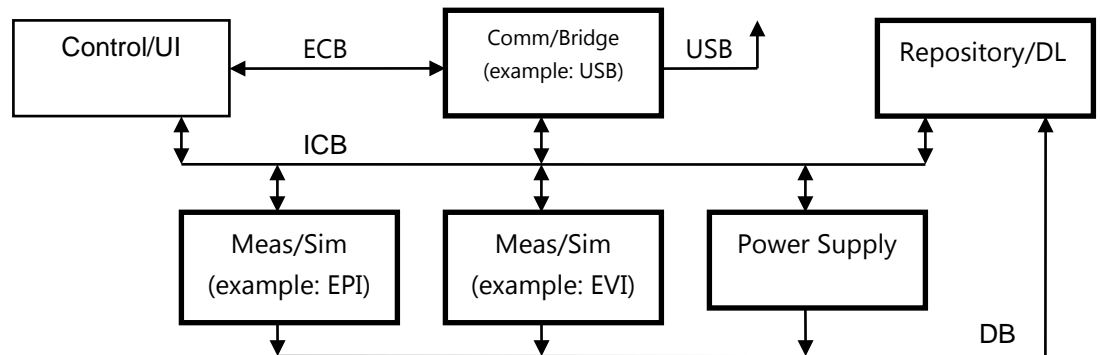 Control/UI
ECB
Comm/Bridge
(example: USB)
USB
Repository/DL
ICB
Meas/Sim
(example: EPI)
Meas/Sim
(example: EVI)
Power Supply
DB